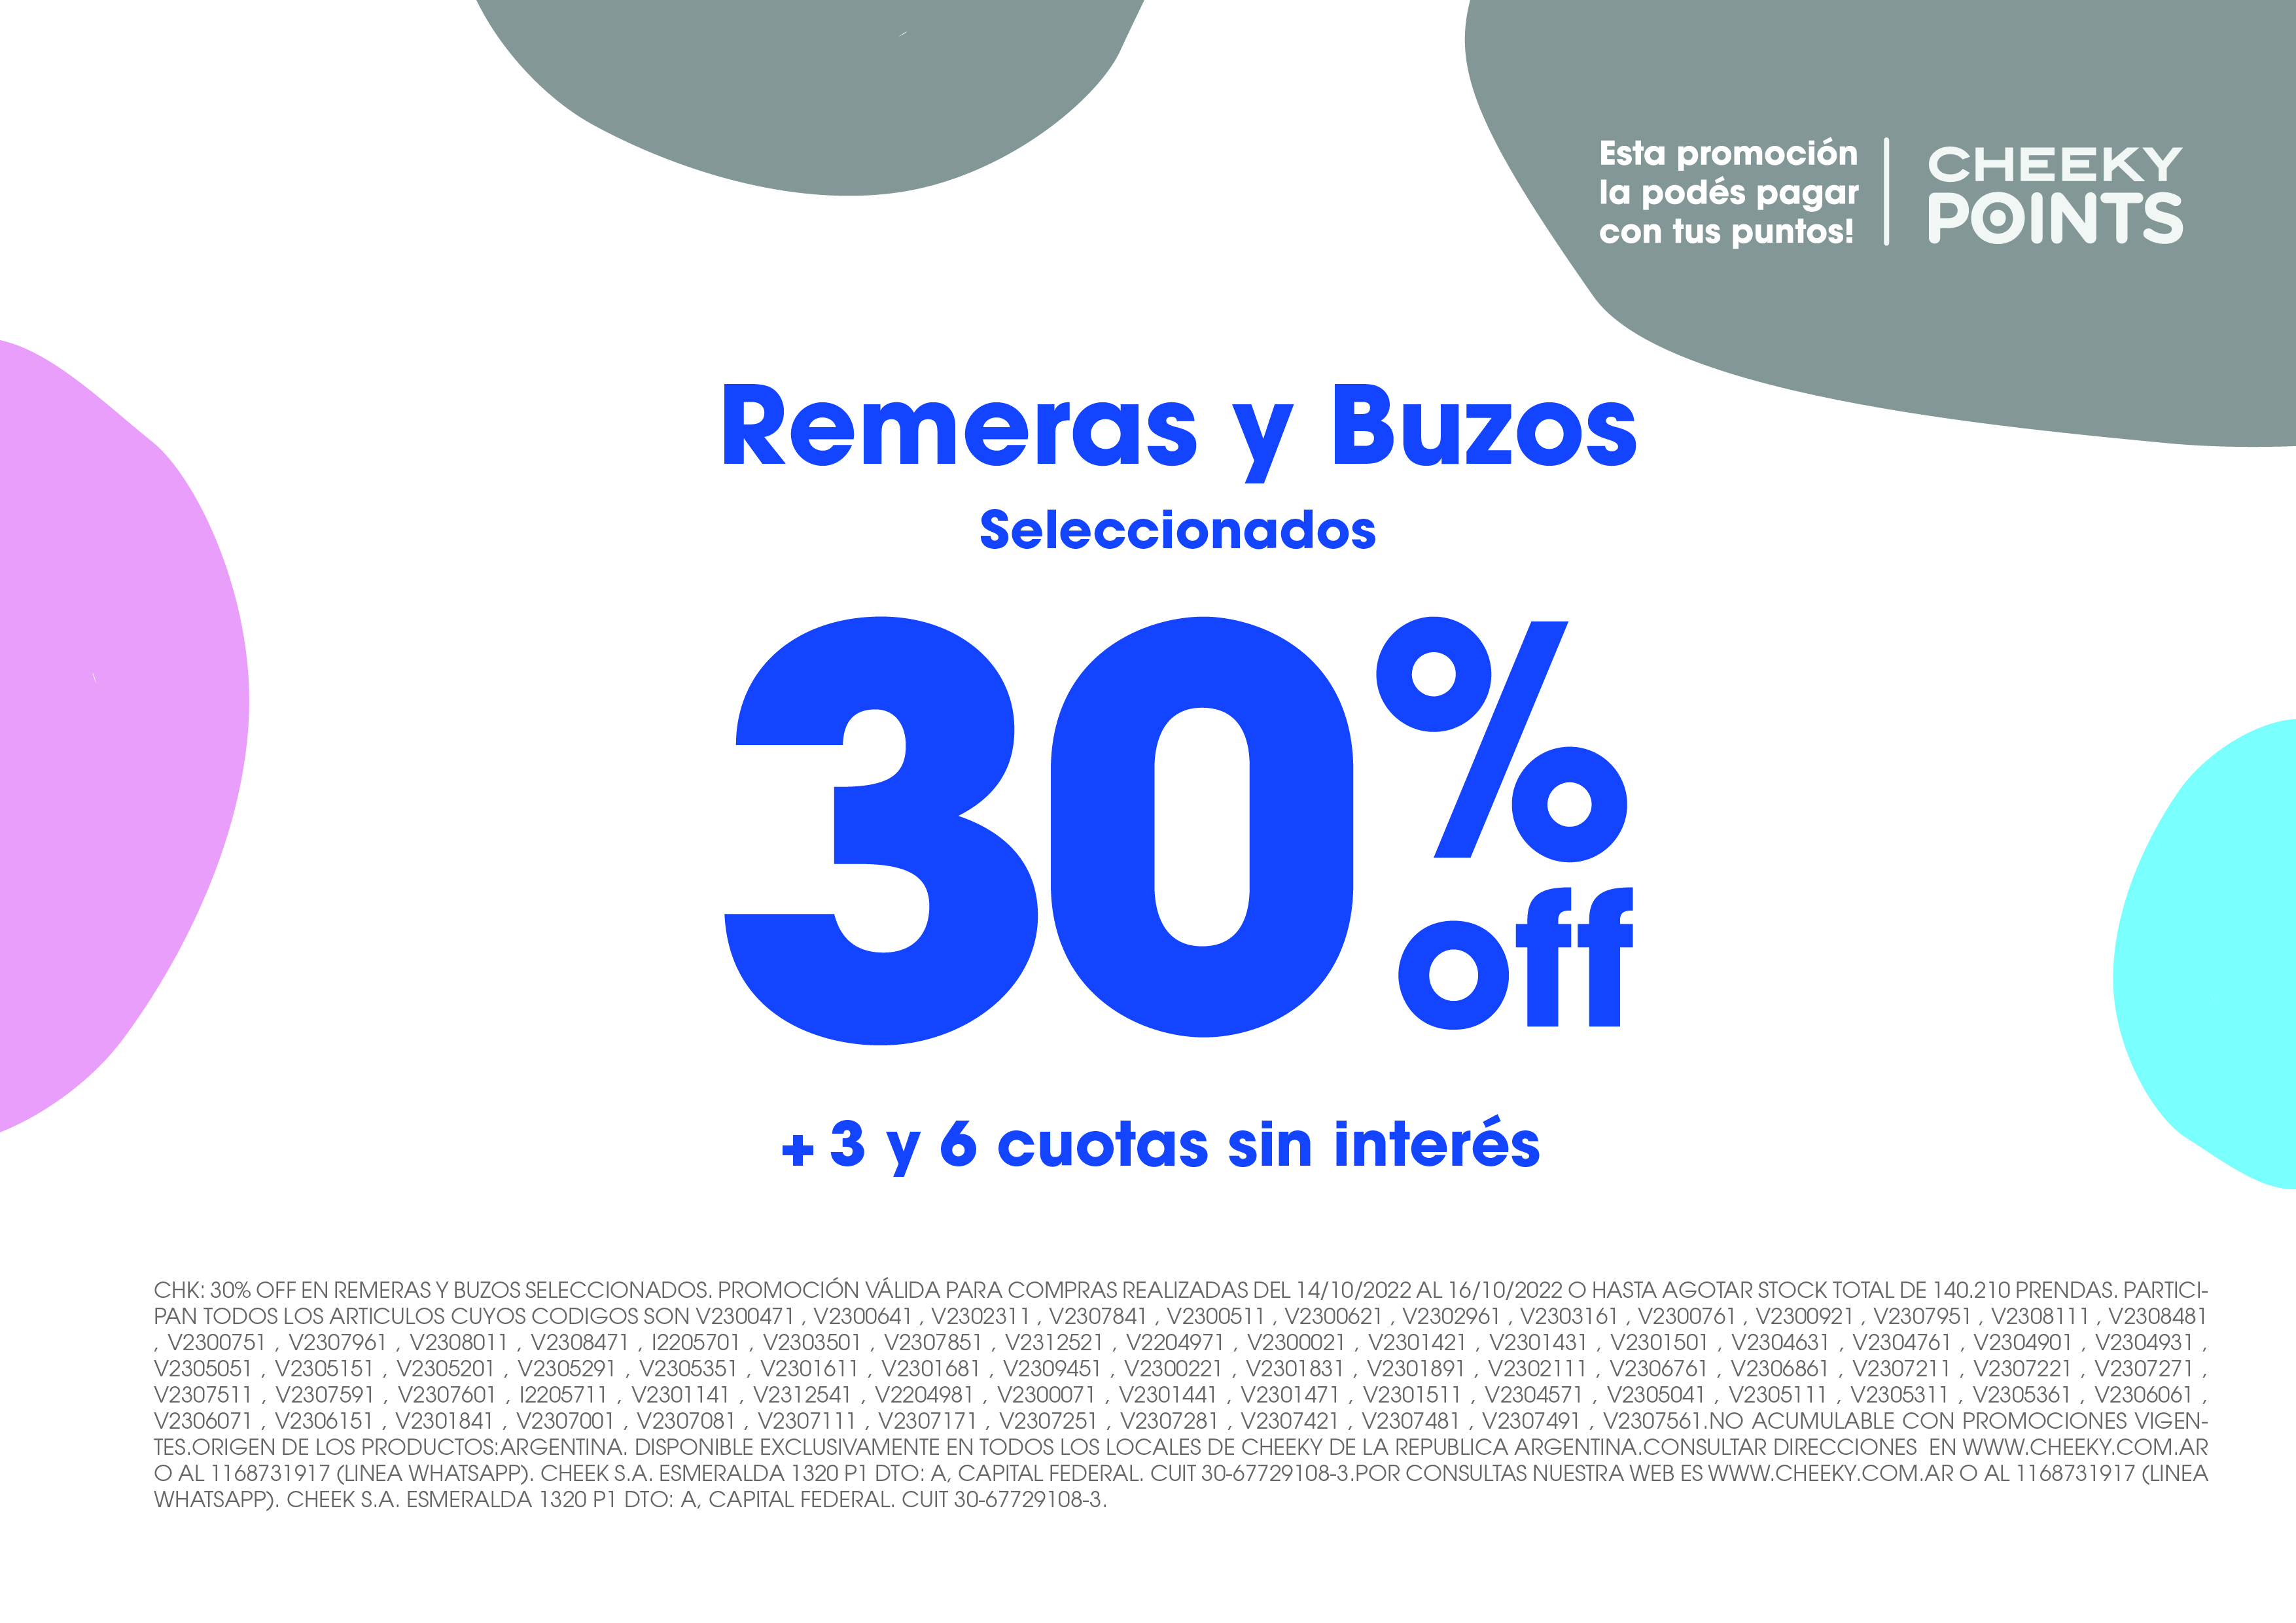 Esta promoción
la podés pagar
con tus puntos!
CHEEKY
POINTS
Remeras y Buzos
Seleccionados
30%
off
+ 3 y 6 cuotas sin interés
CHK: 30% OFF EN REMERAS Y BUZOS SELECCIONADOS. PROMOCIÓN VÁLIDA PARA COMPRAS REALIZADAS DEL 14/10/2022 AL 16/10/2022 O HASTA AGOTAR STOCK TOTAL DE 140.210 PRENDAS. PARTICI-
PAN TODOS LOS ARTICULOS CUYOS CODIGOS SON V2300471 , V2300641 , V2302311 , V2307841 , V2300511 , V2300621 , V2302961 , V2303161 , V2300761 , V2300921 , V2307951 , V2308111 , V2308481
, V2300751 , V2307961 , V2308011 , V2308471 , I2205701 , V2303501 , V2307851 , V2312521 , V2204971 , V2300021 , V2301421 , V2301431 , V2301501 , V2304631 , V2304761 , V2304901 , V2304931 ,
V2305051 , V2305151 , V2305201 , V2305291 , V2305351 , V2301611 , V2301681 , V2309451 , V2300221 , V2301831 , V2301891 , V2302111 , V2306761 , V2306861 , V2307211 , V2307221 , V2307271 ,
V2307511 , V2307591 , V2307601 , I2205711 , V2301141 , V2312541 , V2204981 , V2300071 , V2301441 , V2301471 , V2301511 , V2304571 , V2305041 , V2305111 , V2305311 , V2305361 , V2306061 ,
V2306071 , V2306151 , V2301841 , V2307001 , V2307081 , V2307111 , V2307171 , V2307251 , V2307281 , V2307421 , V2307481 , V2307491 , V2307561.NO ACUMULABLE CON PROMOCIONES VIGEN-
TES.ORIGEN DE LOS PRODUCTOS:ARGENTINA. DISPONIBLE EXCLUSIVAMENTE EN TODOS LOS LOCALES DE CHEEKY DE LA REPUBLICA ARGENTINA.CONSULTAR DIRECCIONES EN WWW.CHEEKY.COM.AR
O AL 1168731917 (LINEA WHATSAPP). CHEEK S.A. ESMERALDA 1320 P1 DTO: A, CAPITAL FEDERAL. CUIT 30-67729108-3.POR CONSULTAS NUESTRA WEB ES WWW.CHEEKY.COM.AR O AL 1168731917 (LINEA
WHATSAPP). CHEEK S.A. ESMERALDA 1320 P1 DTO: A, CAPITAL FEDERAL. CUIT 30-67729108-3.